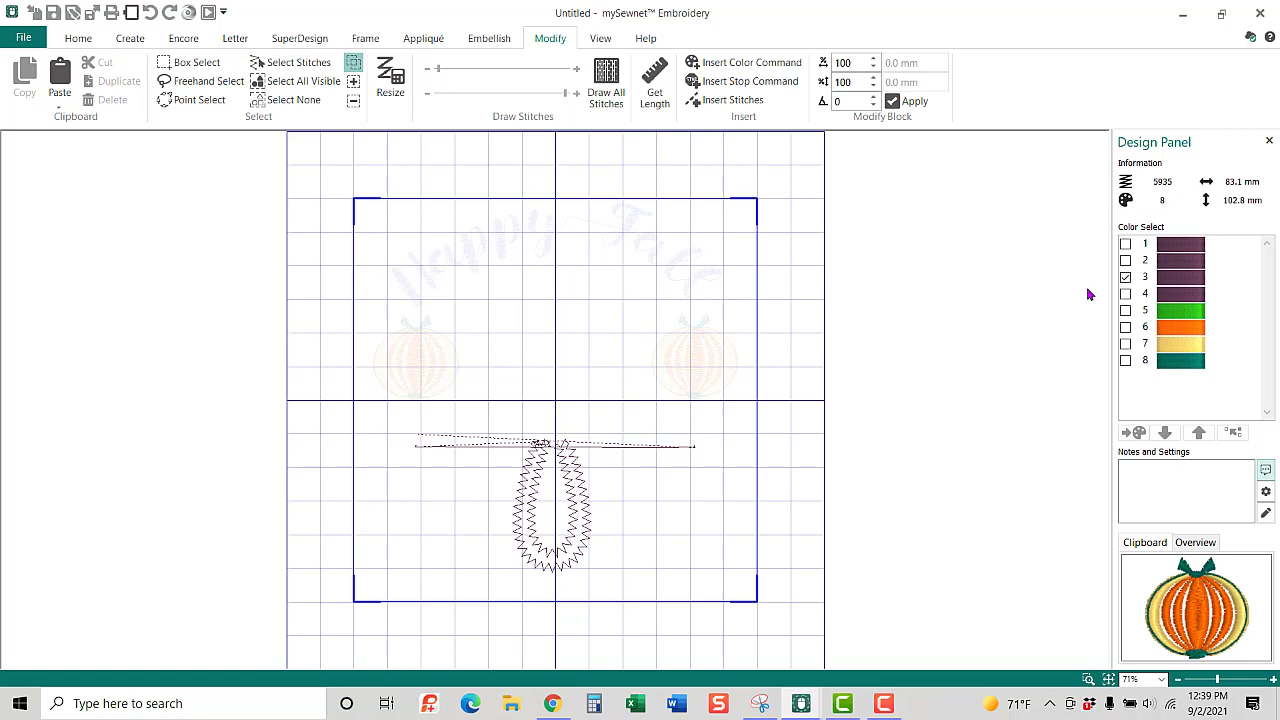 Untitled - mySewnet™ Embroidery
File Home Create Encore Letter SuperDesign Frame Appliqué Embellish Modify View Help
Copy
Paste
Cut
Duplicate
Delete
Clipboard
Box Select
Freehand Select
Point Select
Select Stitches
Select All Visible
Select None
Select
Resize
Draw All
Stitches
Draw Stitches
Get
Length
Insert Color Command
Insert Stop Command
Insert Stitches
Insert
100 0.0 mm
100 0.0 mm
0 Apply
Modify Block
Happy Fall
Design Panel
Information
5935 83.1 mm
8 102.8 mm
Color Select
1
2
3
4
5
6
7
8
Notes and Settings
Clipboard Overview
71%
Type here to search
71°F
12:39 PM
9/2/2021